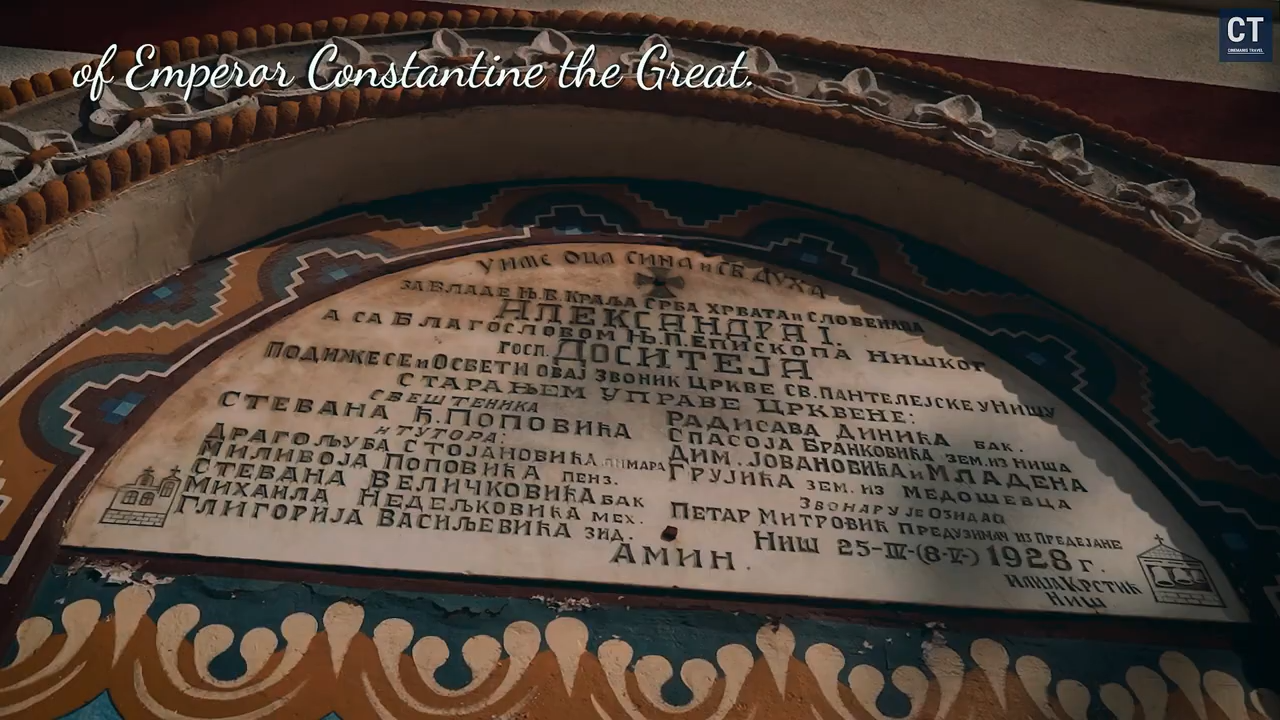 of Emperor Constantine the Great.
CT
CINEMANIC TRAVEL
У ИМЕ ОЦА СИНА и СВ ДУХА
ЗА ВЛАДЕ Њ.В. КРАЉА СРБА ХРВАТА и СЛОВЕНАЦА
АЛЕКСАНДРА I.
А СА БЛАГОСЛОВОМ Њ.П. ЕПИСКОПА НИШКОГ
ГОСП. ДОСИТЕЈА
ПОДИЖЕ СЕ и ОСВЕТИ ОВАЈ ЗВОНИК ЦРКВЕ СВ. ПАНТЕЛЕЈСКЕ у НИШУ
СТАРАЊЕМ УПРАВЕ ЦРКВЕНЕ:
СВЕШТЕНИКА
СТЕВАНА Ђ. ПОПОВИЋА
и ТУТОРА:
ДРАГОЉУБА СТОЈАНОВИЋА ЛИМАРА
МИЛИВОЈА ПОПОВИЋА ПЕНЗ.
СТЕВАНА ВЕЛИЧКОВИЋА БАК
МИХАИЛА НЕДЕЉКОВИЋА МЕХ.
ГЛИГОРИЈА ВАСИЉЕВИЋА ЗИД.
РАДИСАВА ДИНИЋА БАК.
СПАСОЈА БРАНКОВИЋА ЗЕМ. ИЗ НИША
ДИМ. ЈОВАНОВИЋА и МЛАДЕНА
ГРУЈИЋА ЗЕМ. ИЗ МЕДОШЕВЦА
ЗВОНАРУ ЈЕ ОЗИДАО
ПЕТАР МИТРОВИЋ ПРЕДУЗИМАЧ ИЗ ПРЕДЕЈАНЕ
НИШ 25-IV-(8-V-) 1928 г.
АМИН.
ИЛИЈА КРСТИЋ
НИШ